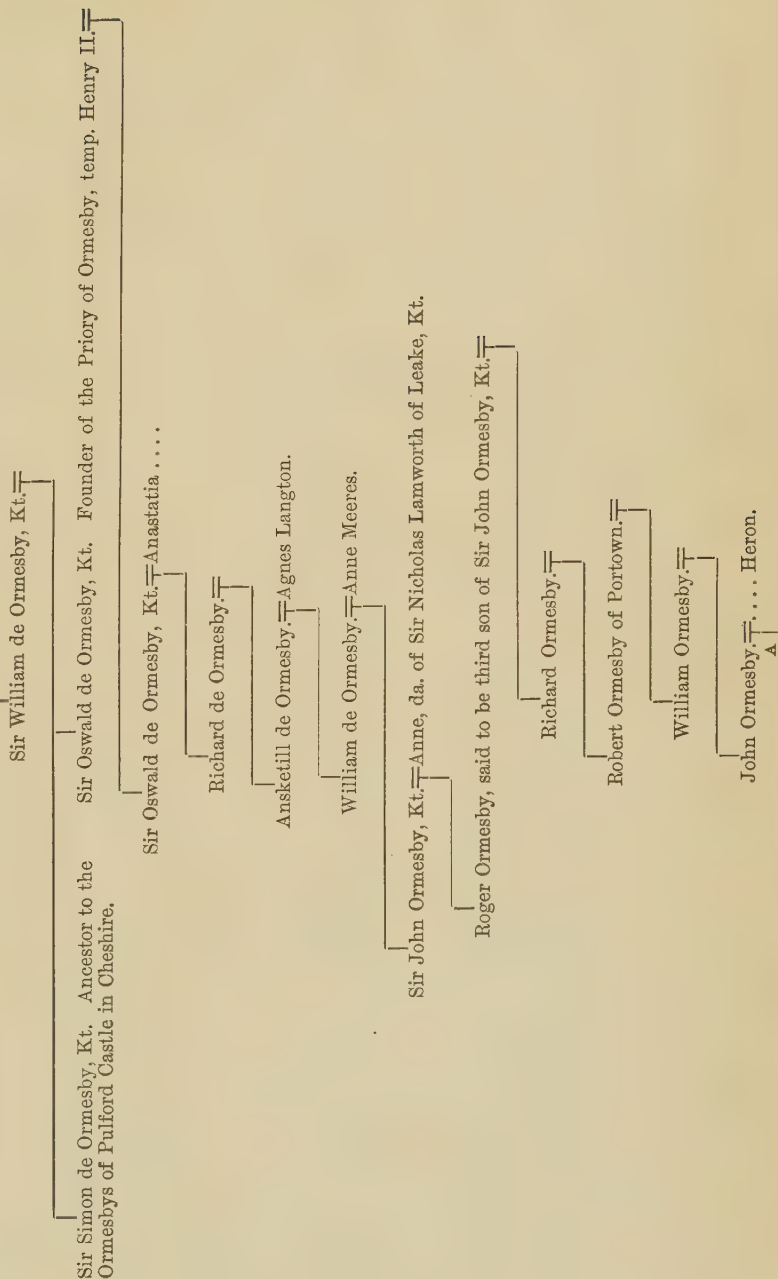 Sir William de Ormesby, Kt.
Sir Simon de Ormesby, Kt. Ancestor to the
Ormesbys of Pulford Castle in Cheshire.
Sir Oswald de Ormesby, Kt. Founder of the Priory of Ormesby, temp. Henry II.
Sir Oswald de Ormesby, Kt.=Anastatia ....
Richard de Ormesby.=
Ansketill de Ormesby.=Agnes Langton.
William de Ormesby.=Anne Meeres.
Sir John Ormesby, Kt.=Anne, da. of Sir Nicholas Lamworth of Leake, Kt.
Roger Ormesby, said to be third son of Sir John Ormesby, Kt.=
Richard Ormesby.=
Robert Ormesby of Portown.=
William Ormesby.=
John Ormesby.=.... Heron.
A